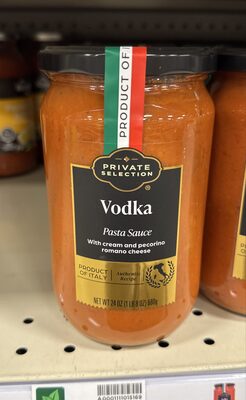 PRODUCT OF I
PRIVATE
SELECTION
Vodka
Pasta Sauce
With cream and pecorino
romano cheese
PRODUCT
OF ITALY
Authentic
Recipe
NET WT 24 OZ (1 LB 8 OZ) 680g